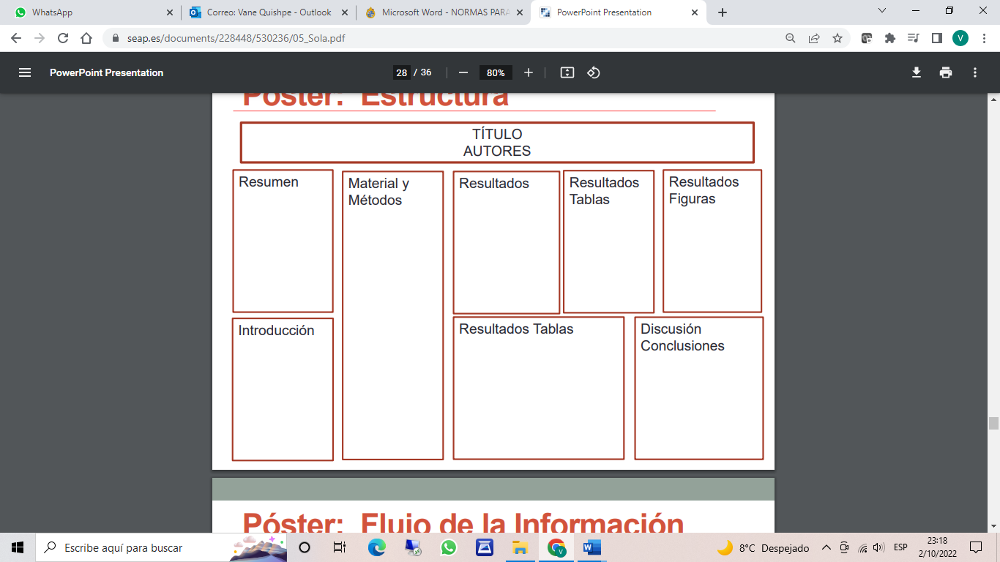 WhatsApp
Correo: Vane Quishpe - Outlook
Microsoft Word - NORMAS PARA
PowerPoint Presentation
seap.es/documents/228448/530236/05_Sola.pdf
V
PowerPoint Presentation
28 / 36
80%
Póster: Estructura
TÍTULO
AUTORES
Resumen
Material y
Métodos
Resultados
Resultados
Tablas
Resultados
Figuras
Introducción
Resultados Tablas
Discusión
Conclusiones
Póster: Flujo de la Información
Escribe aquí para buscar
8°C Despejado
ESP
23:18
2/10/2022